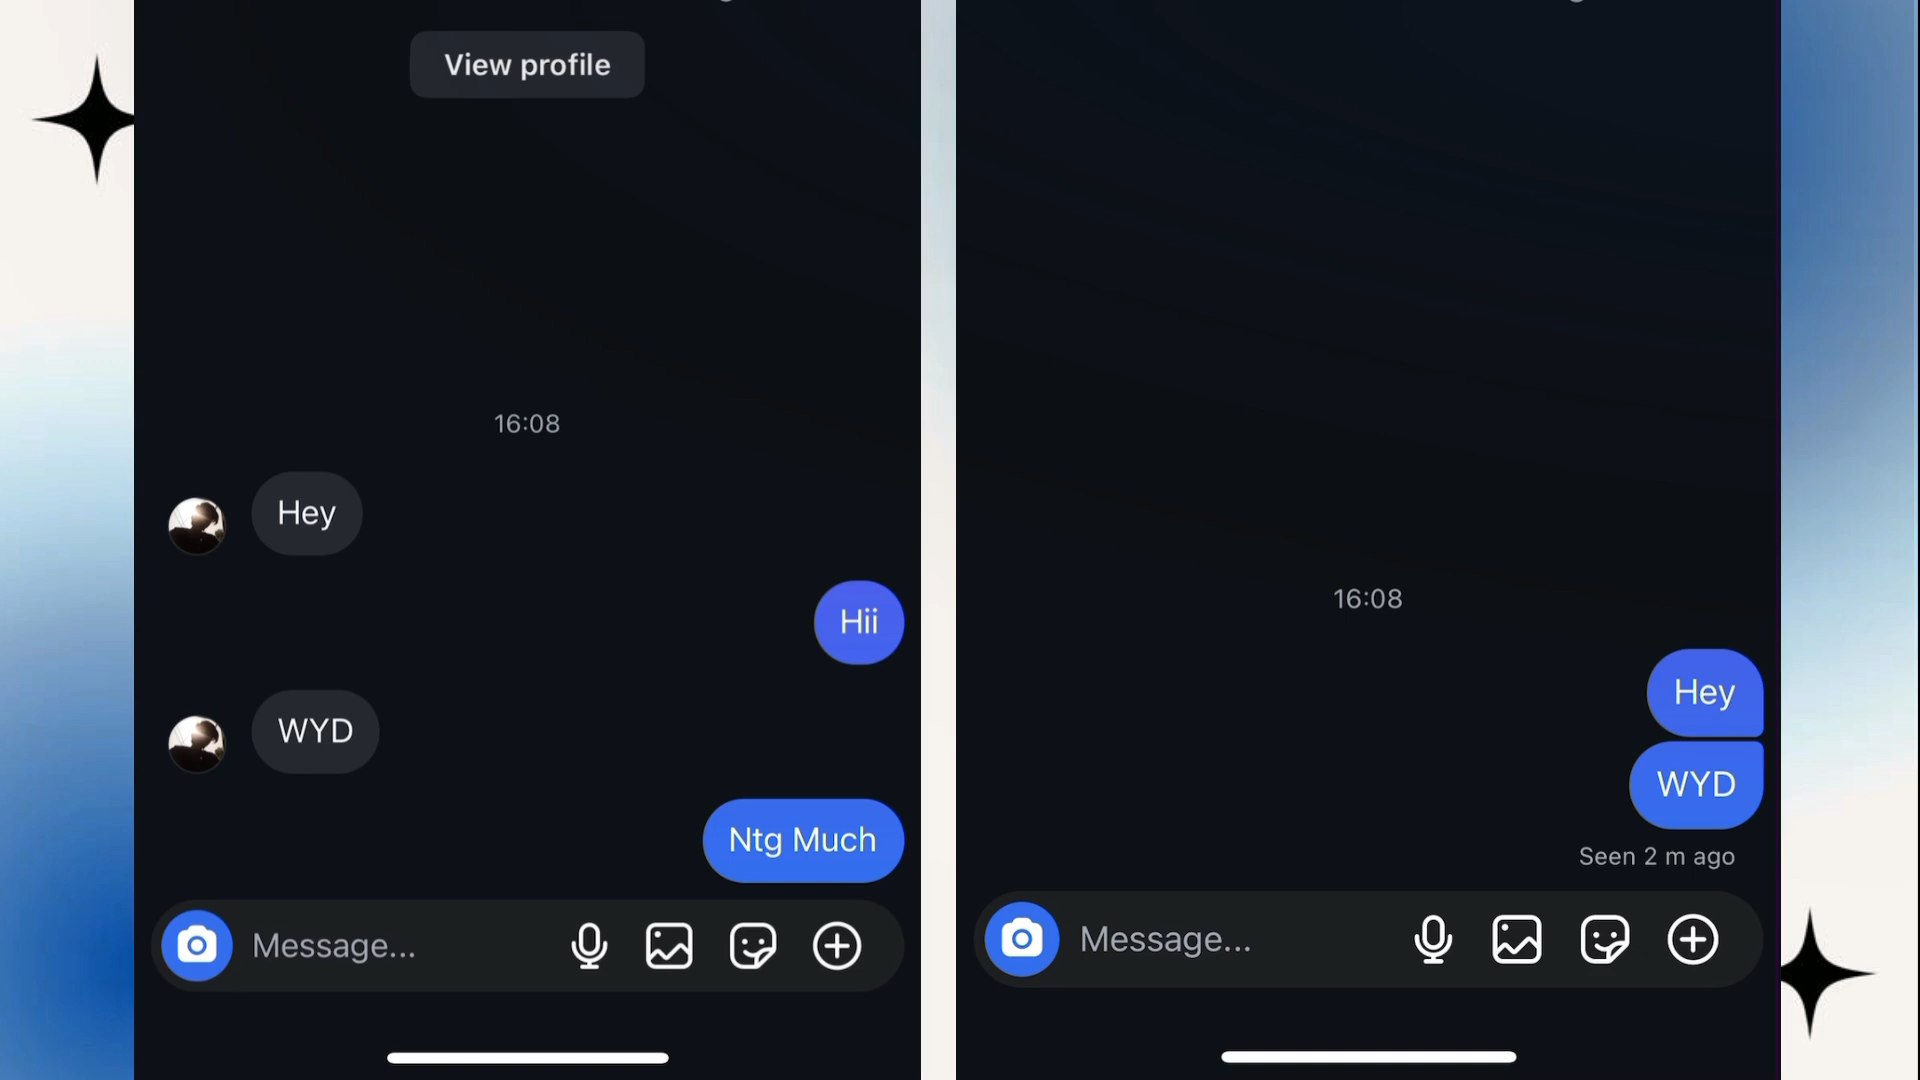 View profile
16:08
Hey
Hii
WYD
Ntg Much
Message...
16:08
Hey
WYD
Seen 2 m ago
Message...